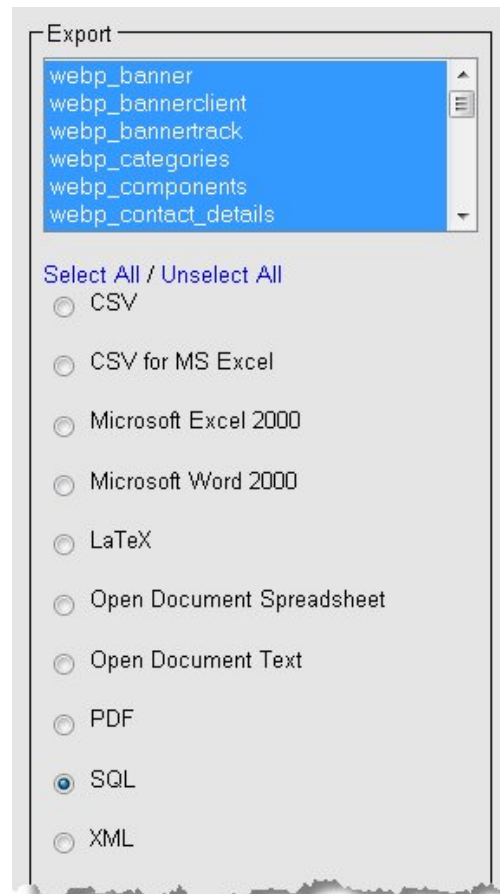 Export
webp_banner
webp_bannerclient
webp_bannertrack
webp_categories
webp_components
webp_contact_details
Select All / Unselect All
CSV
CSV for MS Excel
Microsoft Excel 2000
Microsoft Word 2000
LaTeX
Open Document Spreadsheet
Open Document Text
PDF
SQL
XML